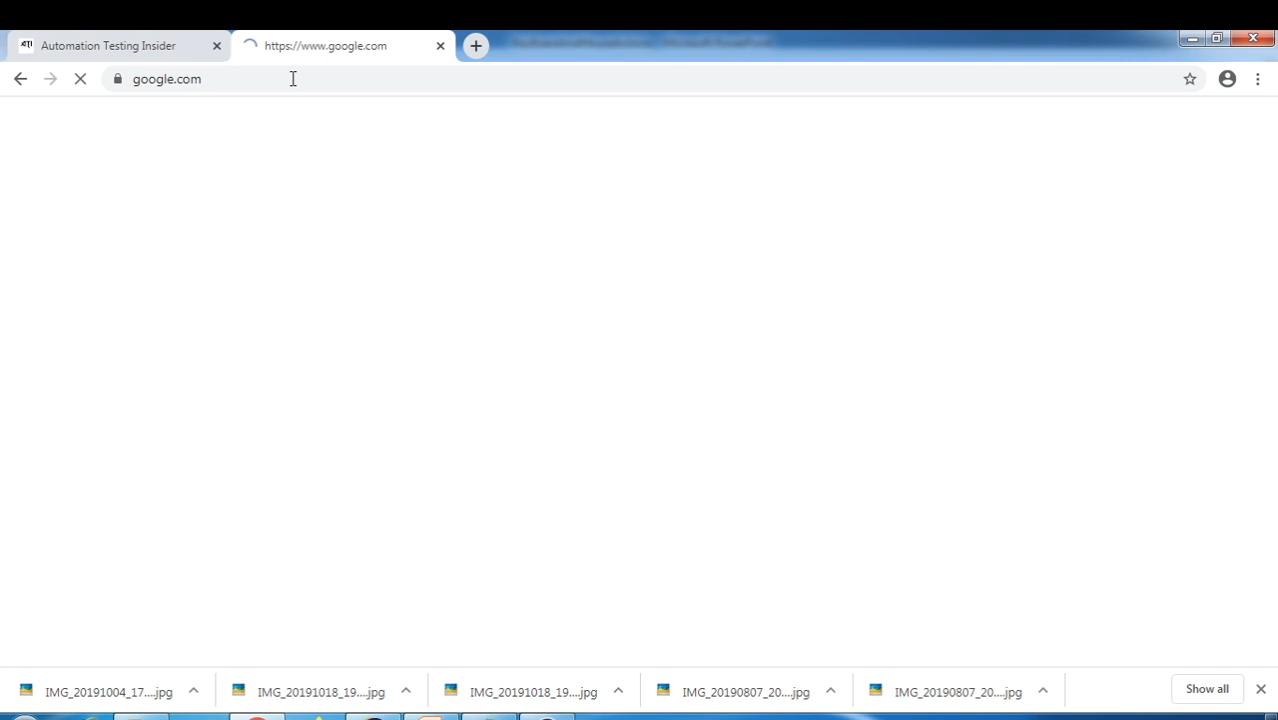 ATI Automation Testing Insider https://www.google.com
google.com
IMG_20191004_17....jpg IMG_20191018_19....jpg IMG_20191018_19....jpg IMG_20190807_20....jpg IMG_20190807_20....jpg Show all